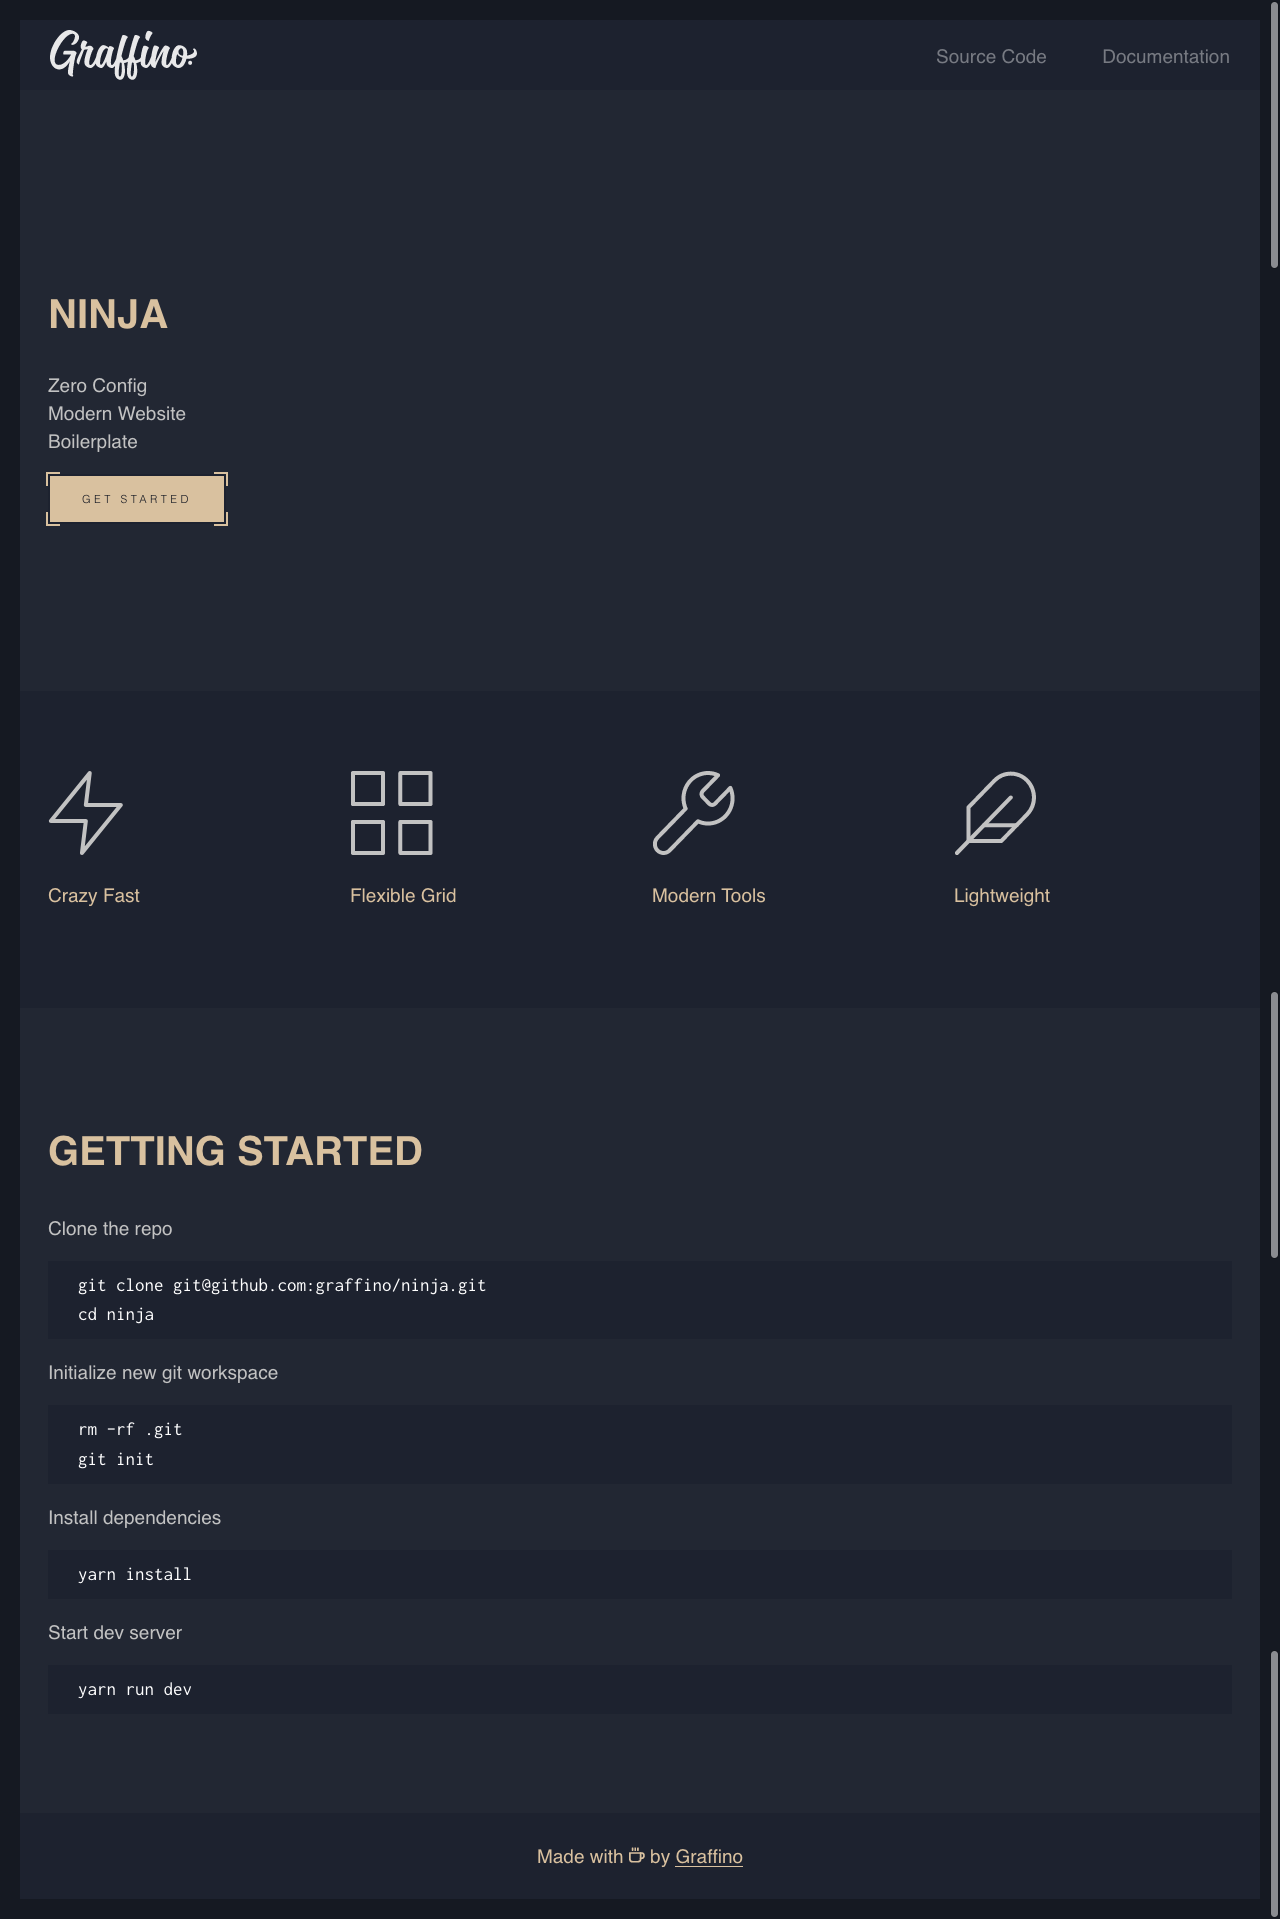 Graffino
Source Code
Documentation
NINJA
Zero Config
Modern Website
Boilerplate
GET STARTED
Crazy Fast
Flexible Grid
Modern Tools
Lightweight
GETTING STARTED
Clone the repo
git clone git@github.com:graffino/ninja.git
cd ninja
Initialize new git workspace
rm -rf .git
git init
Install dependencies
yarn install
Start dev server
yarn run dev
Made with by Graffino